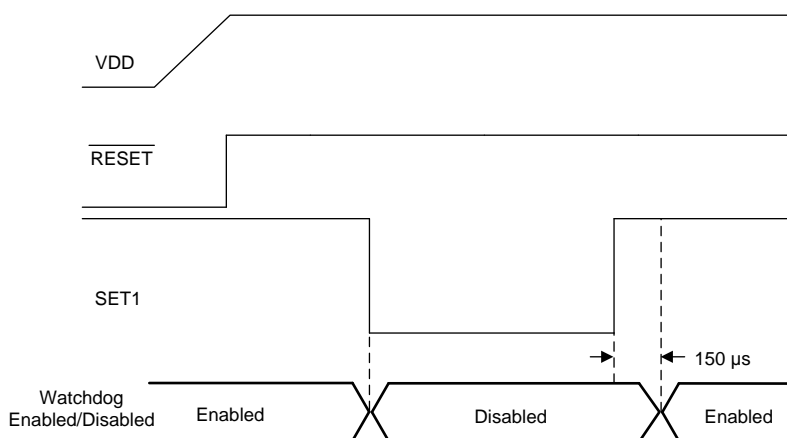 VDD
RESET
SET1
150 µs
Watchdog
Enabled/Disabled
Enabled
Disabled
Enabled